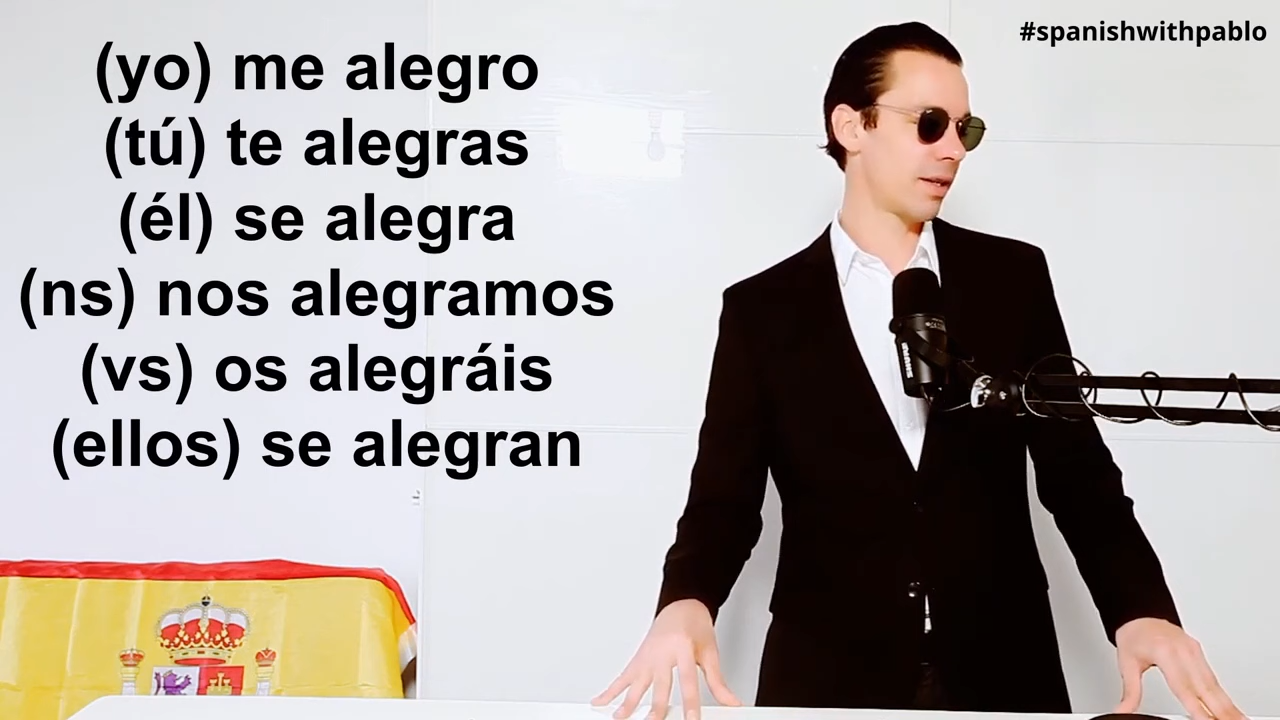 #spanishwithpablo
(yo) me alegro
(tú) te alegras
(él) se alegra
(ns) nos alegramos
(vs) os alegráis
(ellos) se alegran